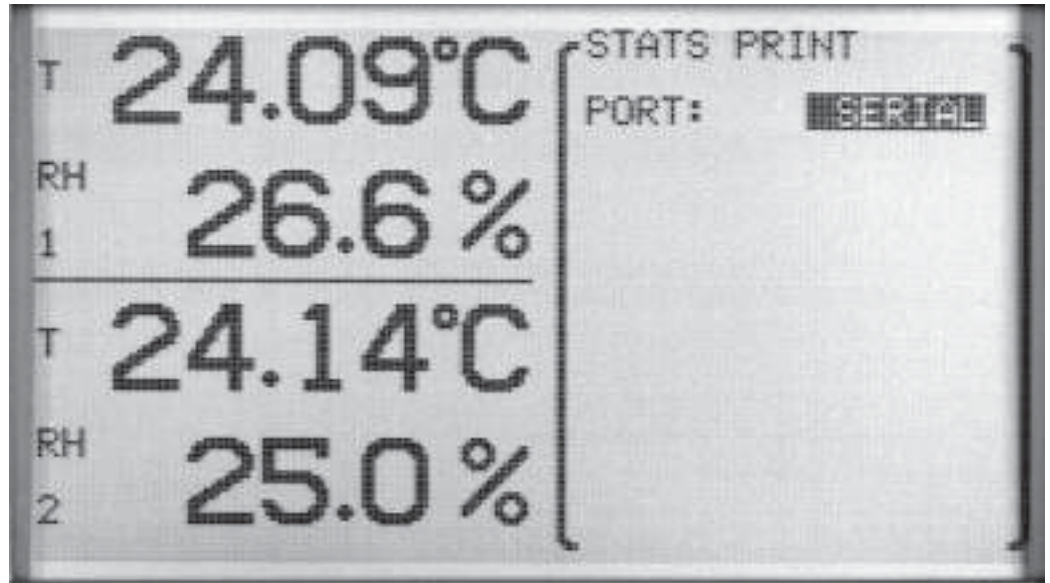 T 24.09°C
RH
1 26.6 %
T 24.14°C
RH
2 25.0 %
STATS PRINT
PORT: SERIAL